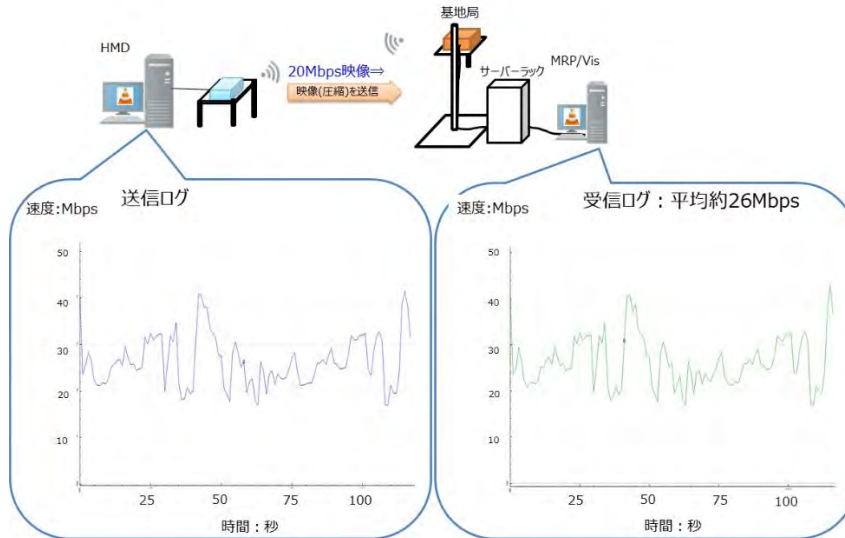 基地局
HMD
20Mbps映像⇒
映像(圧縮)を送信
サーバーラック
MRP/Vis
送信ログ
速度:Mbps
50
40
30
20
10
25
50
75
100
時間：秒
受信ログ：平均約26Mbps
速度:Mbps
50
40
30
20
10
25
50
75
100
時間：秒